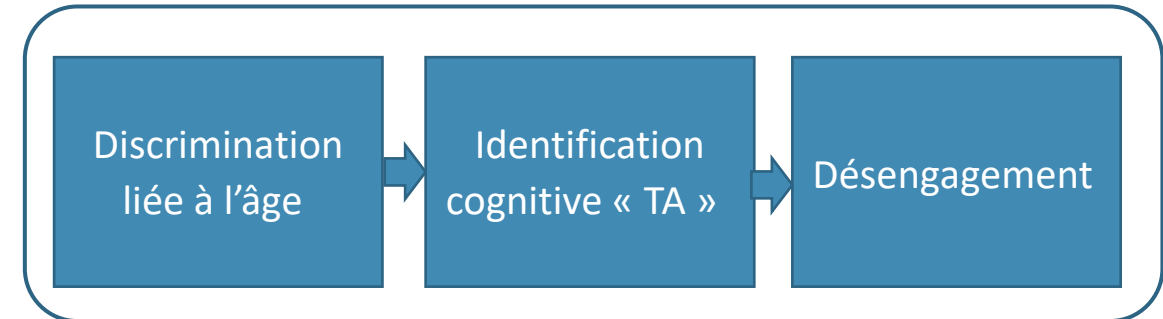 Discrimination
liée à l’âge
Identification
cognitive « TA »
Désengagement